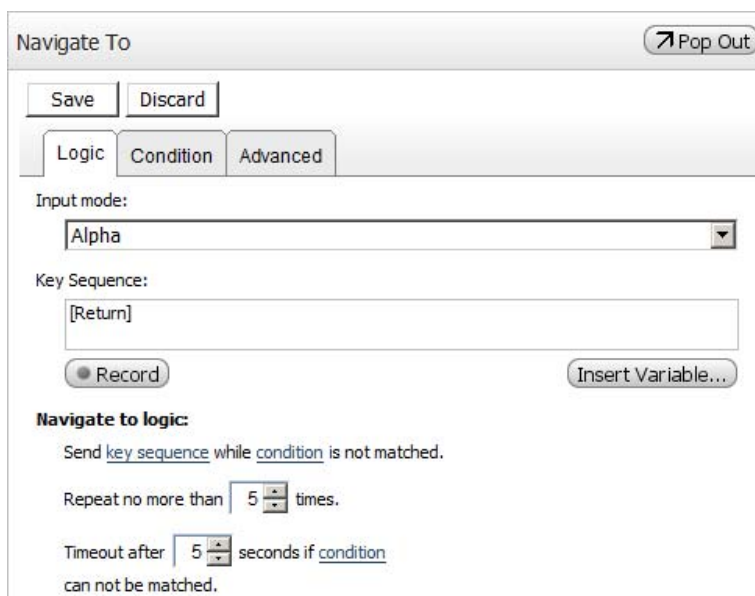 Navigate To
Pop Out
Save Discard
Logic Condition Advanced
Input mode:
Alpha
Key Sequence:
[Return]
Record Insert Variable...
Navigate to logic:
Send key sequence while condition is not matched.
Repeat no more than 5 times.
Timeout after 5 seconds if condition
can not be matched.